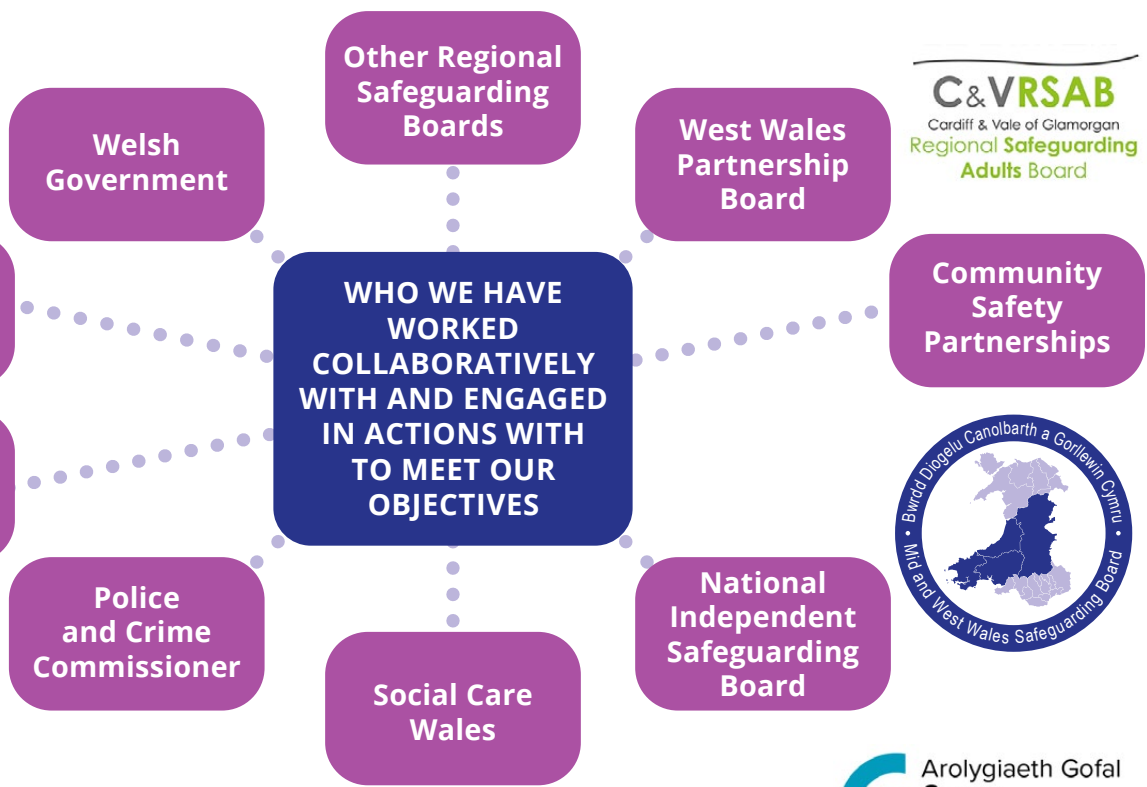 Other Regional
Safeguarding
Boards
Welsh
Government
West Wales
Partnership
Board
C&VRSAB
Cardiff & Vale of Glamorgan
Regional Safeguarding
Adults Board
WHO WE HAVE
WORKED
COLLABORATIVELY
WITH AND ENGAGED
IN ACTIONS WITH
TO MEET OUR
OBJECTIVES
Community
Safety
Partnerships
Bwrdd Diogelu Canolbarth a Gorllewin Cymru
Mid and West Wales Safeguarding Board
Police
and Crime
Commissioner
National
Independent
Safeguarding
Board
Social Care
Wales
Arolygiaeth Gofal